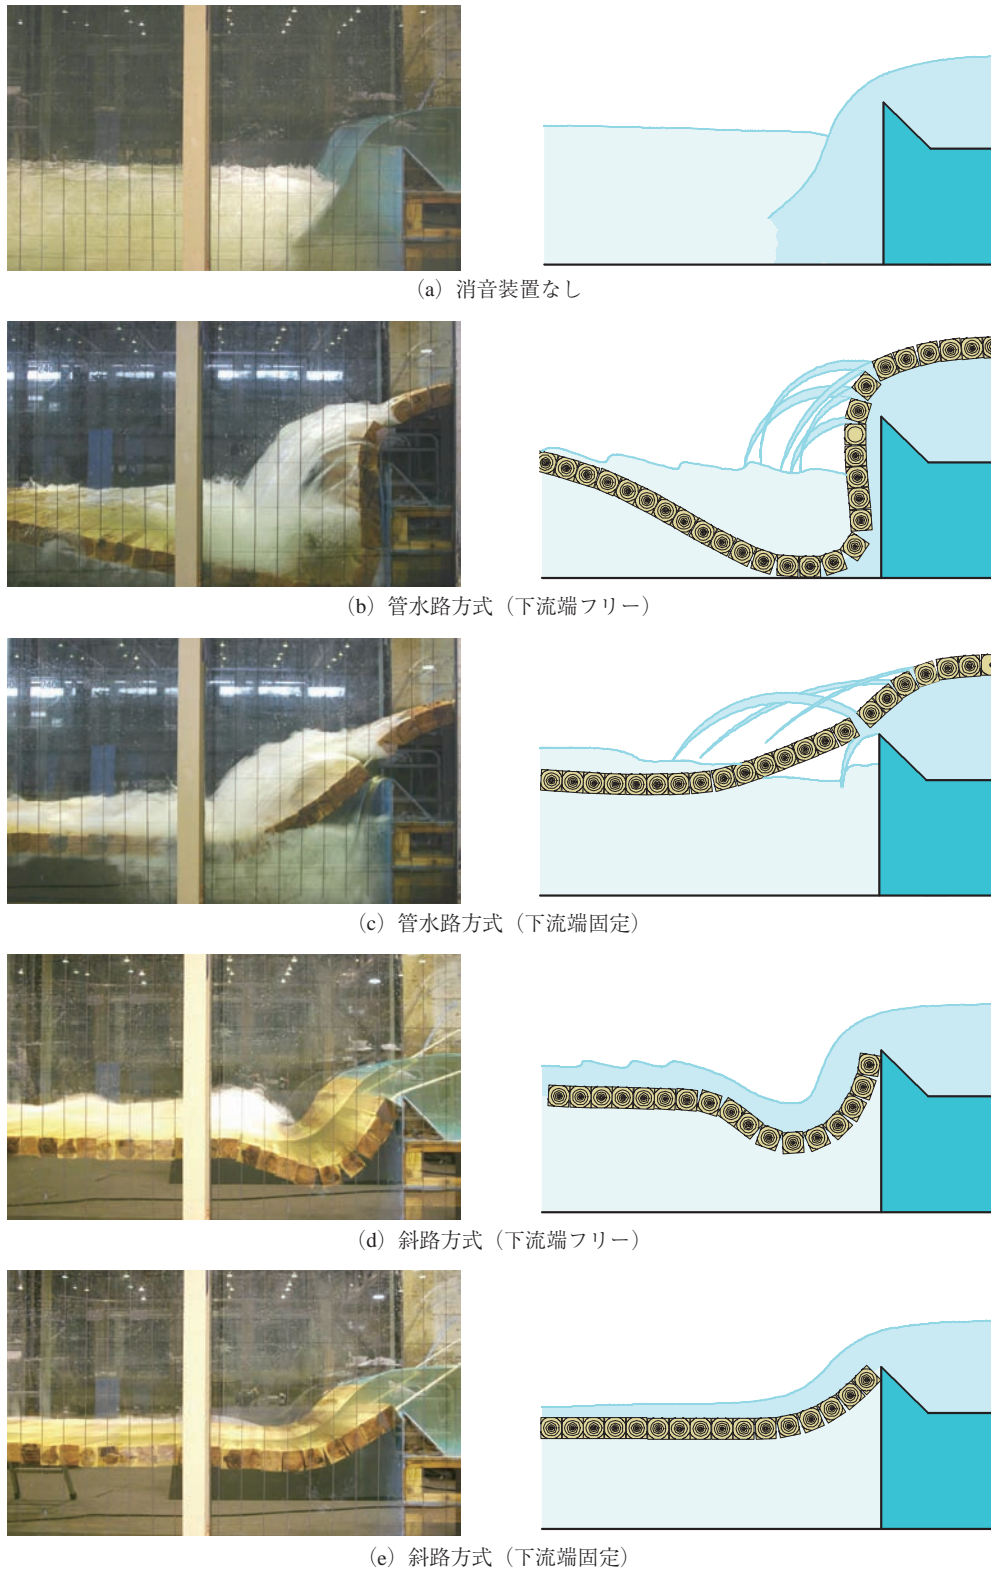 (a) 消音装置なし
(b) 管水路方式（下流端フリー）
(c) 管水路方式（下流端固定）
(d) 斜路方式（下流端フリー）
(e) 斜路方式（下流端固定）